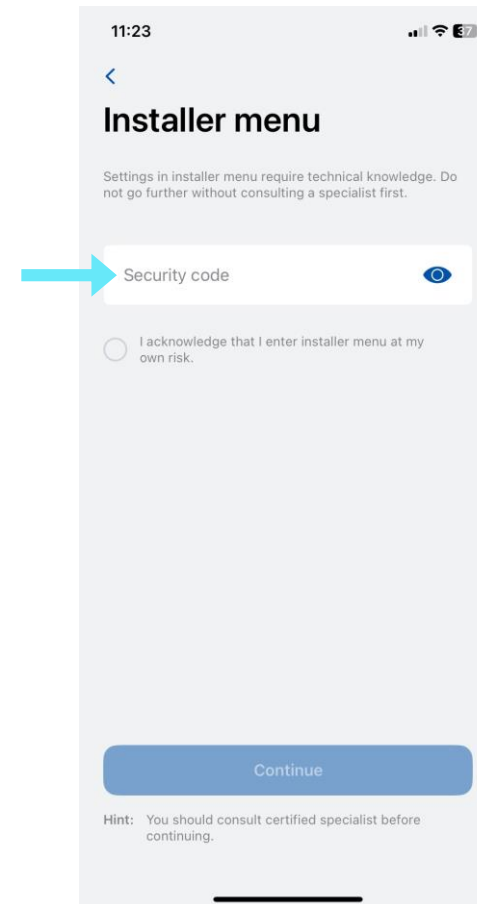 11:23
37
Installer menu
Settings in installer menu require technical knowledge. Do
not go further without consulting a specialist first.
Security code
I acknowledge that I enter installer menu at my
own risk.
Continue
Hint: You should consult certified specialist before
continuing.